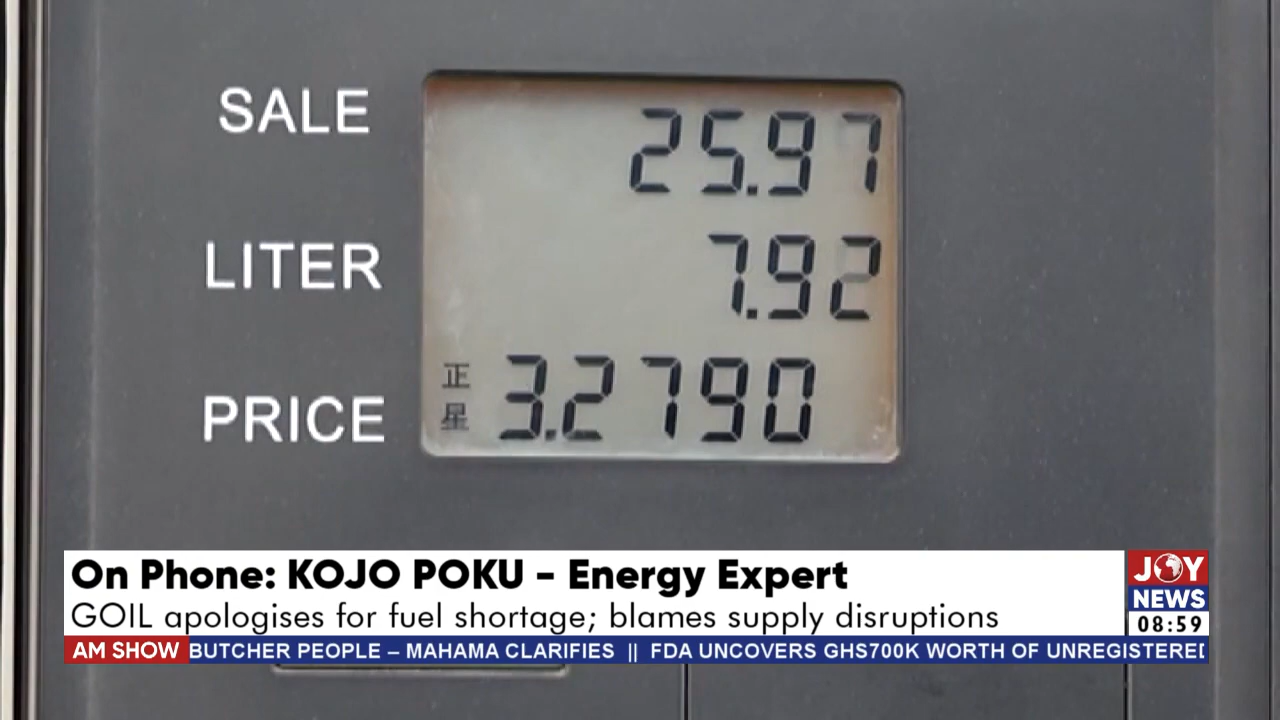 SALE 25.97
LITER 7.92
正
星
PRICE 3.2790
On Phone: KOJO POKU – Energy Expert
GOIL apologises for fuel shortage; blames supply disruptions
JOY
NEWS
08:59
AM SHOW BUTCHER PEOPLE – MAHAMA CLARIFIES || FDA UNCOVERS GHS700K WORTH OF UNREGISTERED